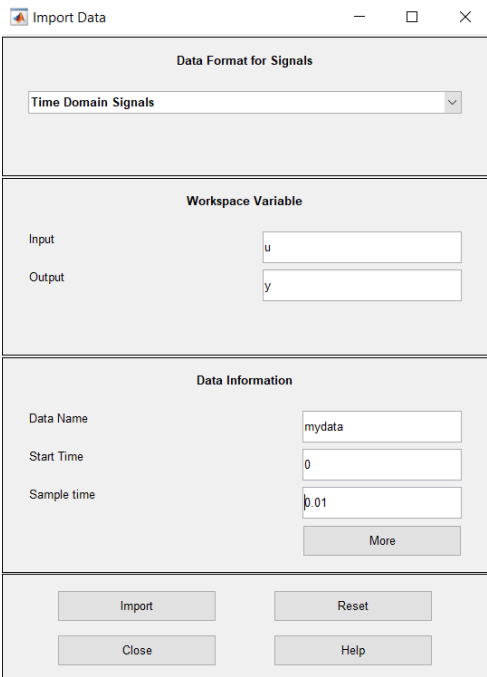 Import Data
Data Format for Signals
Time Domain Signals
Workspace Variable
Input u
Output y
Data Information
Data Name mydata
Start Time 0
Sample time 0.01
More
Import Reset
Close Help